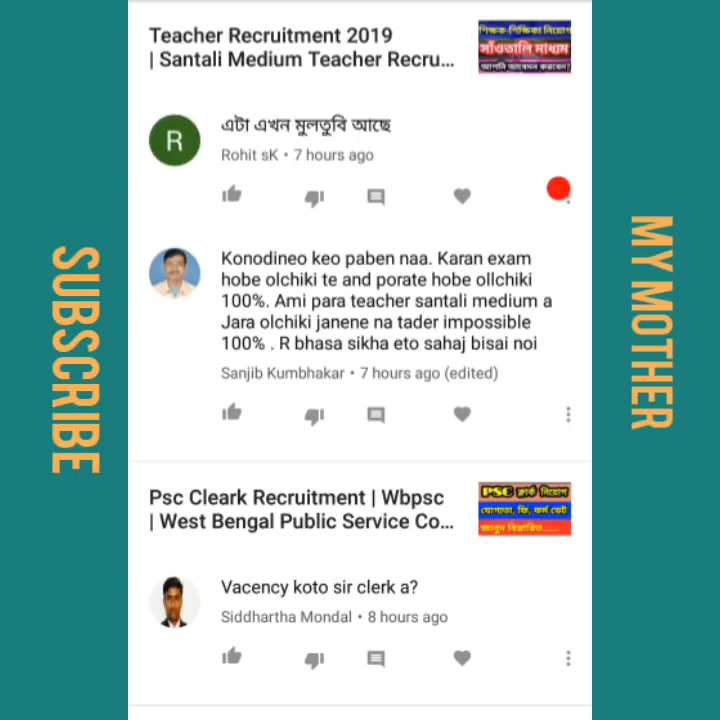 Teacher Recruitment 2019
| Santali Medium Teacher Recru...
শিক্ষক-শিক্ষিকা নিয়োগ
সাঁওতালি মাধ্যম
আপনি আবেদন করবেন?
R
এটা এখন মুলতুবি আছে
Rohit sK • 7 hours ago
Konodineo keo paben naa. Karan exam
hobe olchiki te and porate hobe ollchiki
100%. Ami para teacher santali medium a
Jara olchiki janene na tader impossible
100% . R bhasa sikha eto sahaj bisai noi
Sanjib Kumbhakar • 7 hours ago (edited)
Psc Cleark Recruitment | Wbpsc
| West Bengal Public Service Co...
PSC ক্লার্ক নিয়োগ
যোগ্যতা, ফি, ফর্ম ডেট
জানুন বিস্তারিত......
Vacency koto sir clerk a?
Siddhartha Mondal • 8 hours ago
SUBSCRIBE
MY MOTHER